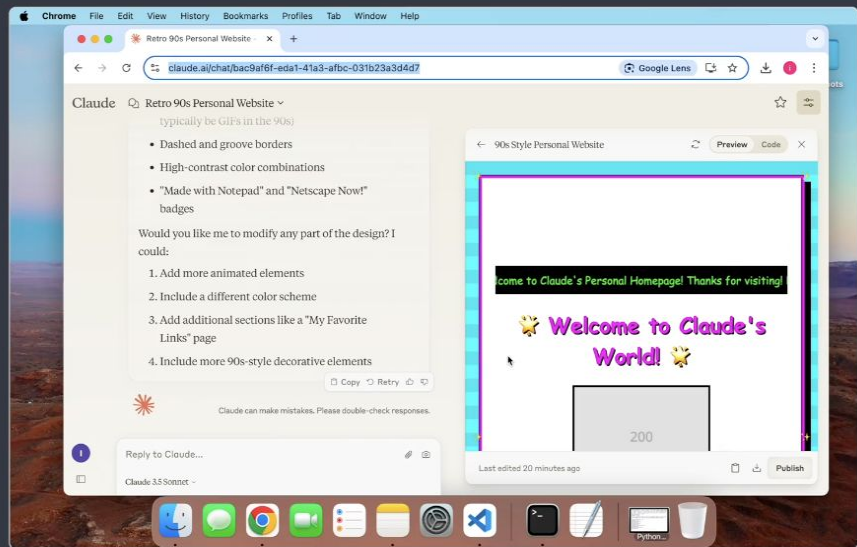 Chrome File Edit View History Bookmarks Profiles Tab Window Help
Retro 90s Personal Website -
claude.ai/chat/bac9af6f-eda1-41a3-afbc-031b23a3d4d7
Google Lens
i
Claude
Retro 90s Personal Website
typically be GIFs in the 90s)
• Dashed and groove borders
• High-contrast color combinations
• "Made with Notepad" and "Netscape Now!"
badges
Would you like me to modify any part of the design? I
could:
1. Add more animated elements
2. Include a different color scheme
3. Add additional sections like a "My Favorite
Links" page
4. Include more 90s-style decorative elements
Copy Retry
Claude can make mistakes. Please double-check responses.
I
Reply to Claude...
Claude 3.5 Sonnet
90s Style Personal Website
Preview Code
to Claude's Personal Homepage! Thanks for visiting!
Welcome to Claude's
World!
200
Last edited 20 minutes ago
Publish
ots
Python...